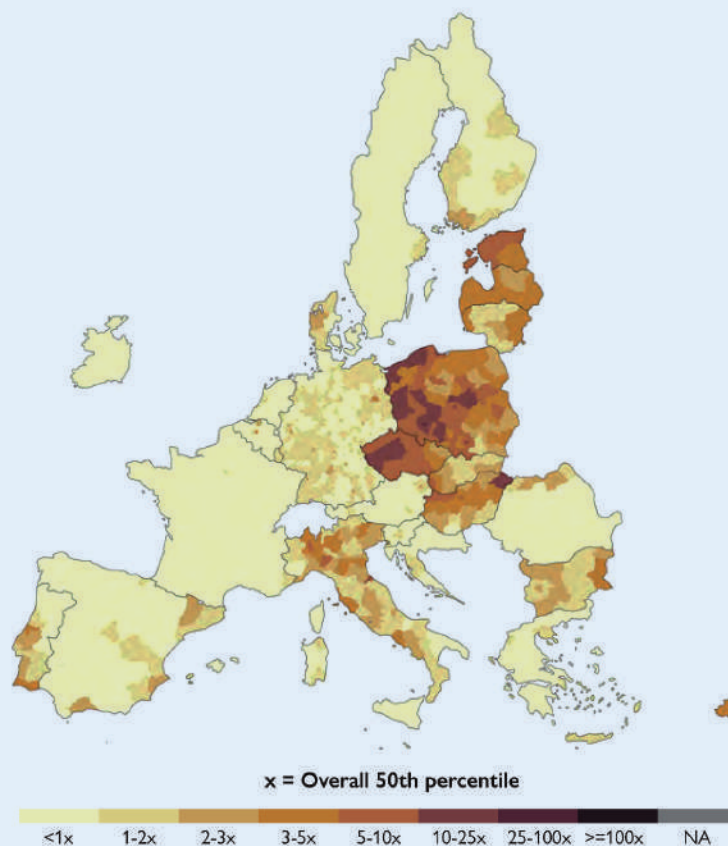 x = Overall 50th percentile
<1x 1-2x 2-3x 3-5x 5-10x 10-25x 25-100x >=100x NA